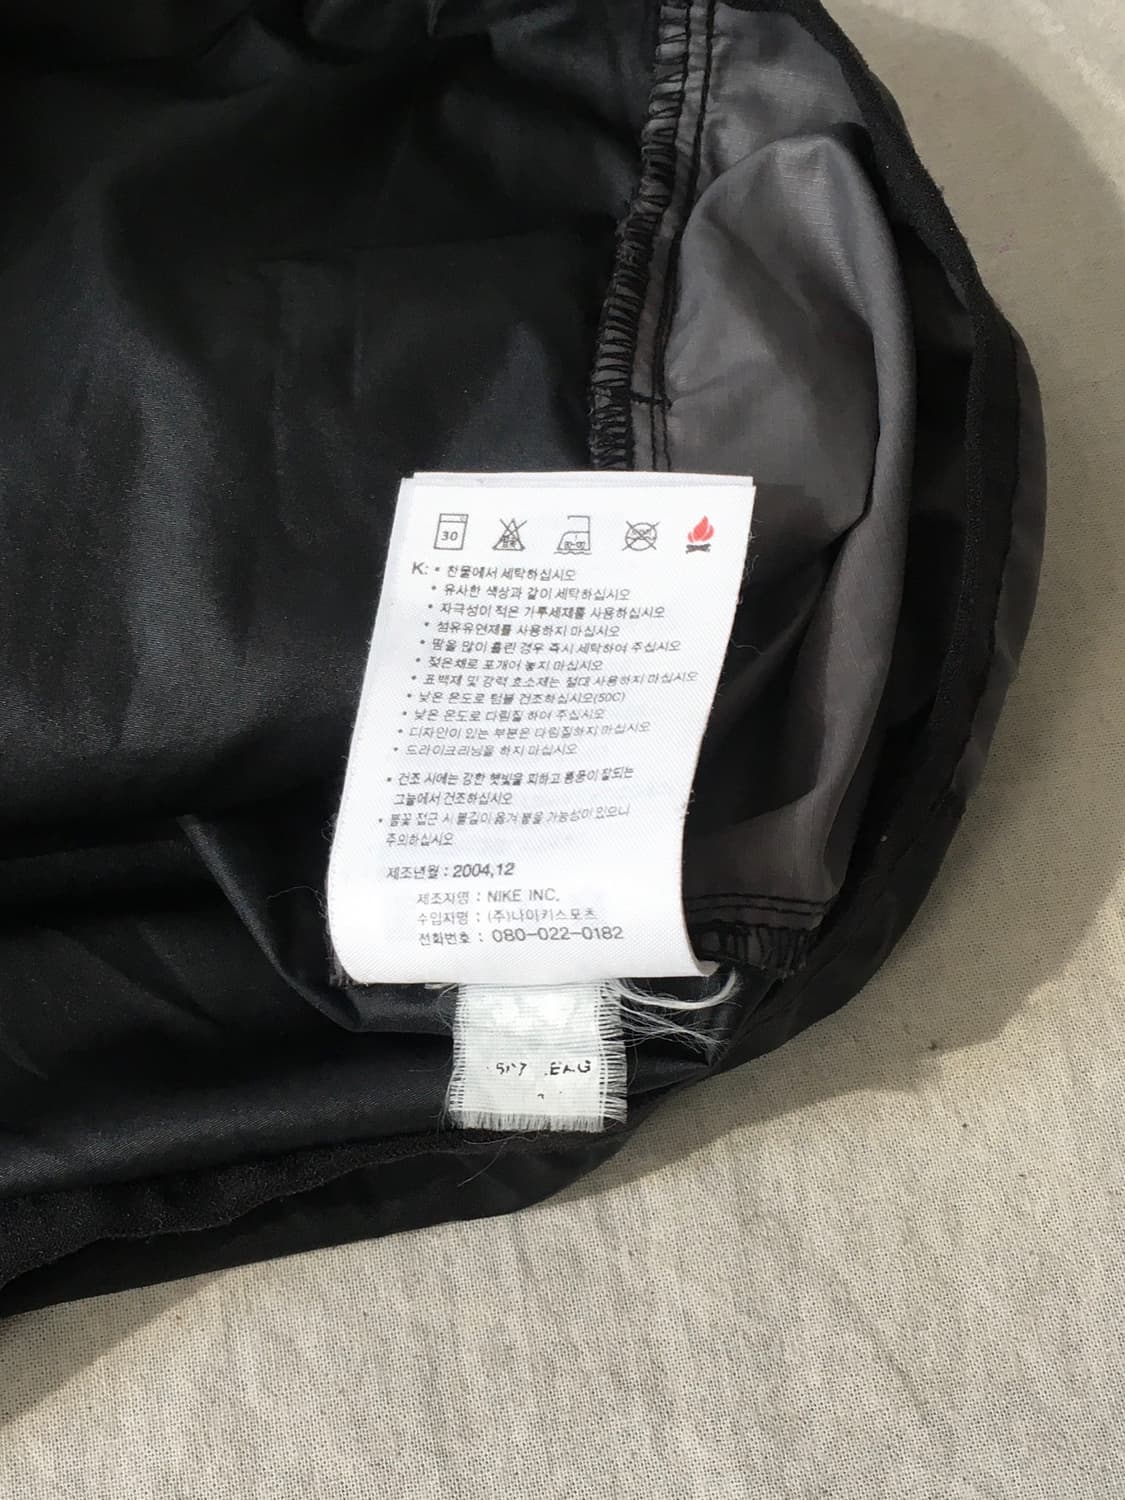 30
K: • 찬물에서 세탁하십시오
• 유사한 색상과 같이 세탁하십시오
• 자극성이 적은 가루세제를 사용하십시오
• 섬유유연제를 사용하지 마십시오
• 땀을 많이 흘린 경우 즉시 세탁하여 주십시오
• 젖은채로 포개어 놓지 마십시오
• 표백제 및 강력 효소제는 절대 사용하지 마십시오
• 낮은 온도로 텀블 건조하십시오(50C)
• 낮은 온도로 다림질 하여 주십시오
• 디자인이 있는 부분은 다림질하지 마십시오
• 드라이크리닝을 하지 마십시오
• 건조 시에는 강한 햇빛을 피하고 통풍이 잘되는
그늘에서 건조하십시오
• 불꽃 접근 시 불길이 옮겨 붙을 가능성이 있으니
주의하십시오
제조년월 : 2004.12
제조자명 : NIKE INC.
수입자명 : (주)나이키스포츠
전화번호 : 080-022-0182